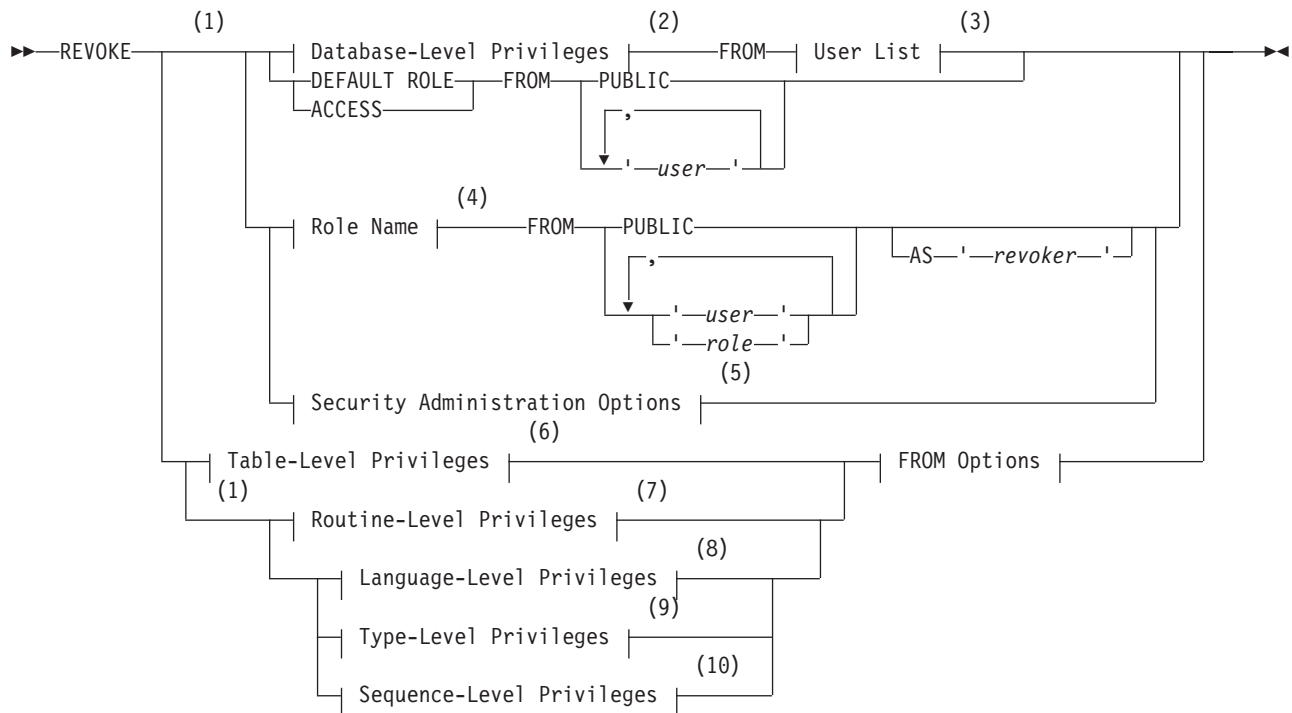 (1) (2) (3)
REVOKE Database-Level Privileges FROM User List
DEFAULT ROLE FROM PUBLIC
ACCESS ,
' user '
(4)
Role Name FROM PUBLIC
, AS ' revoker '
' user '
' role '
(5)
Security Administration Options
(6)
Table-Level Privileges FROM Options
(1) (7)
Routine-Level Privileges
(8)
Language-Level Privileges
(9)
Type-Level Privileges
(10)
Sequence-Level Privileges